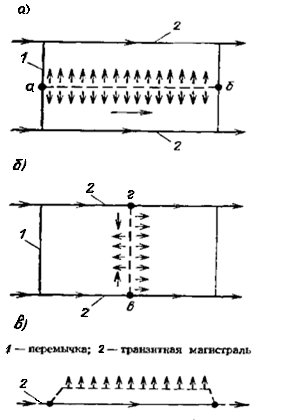 а)
2
1
а
б
2
б)
2
г
1
2
в
в)
1 — перемычка; 2 — транзитная магистраль
2